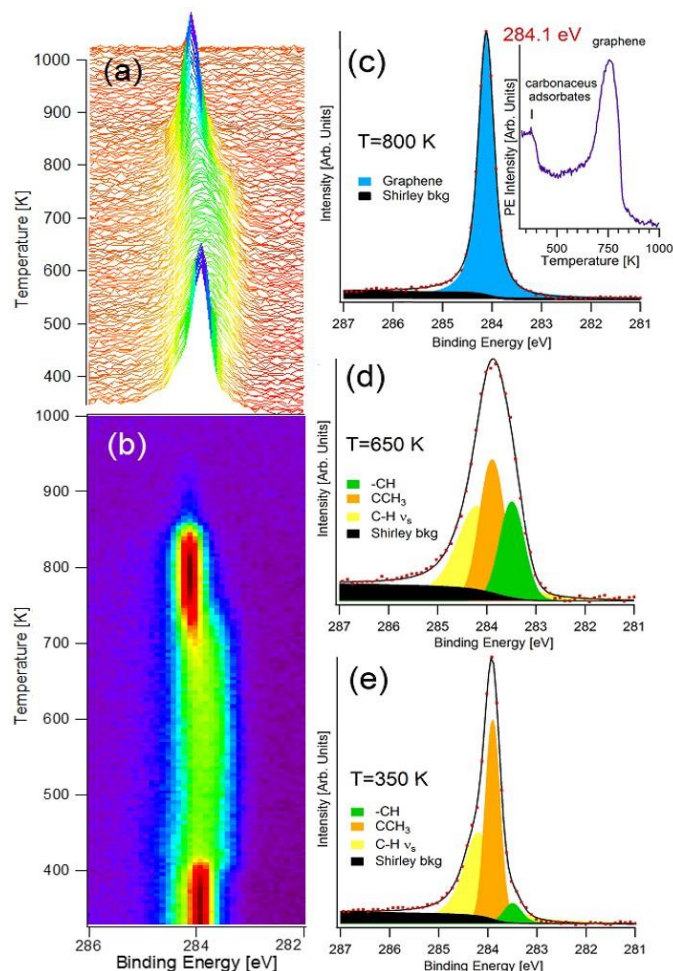 (a)
1000
900
800
700
600
500
400
Temperature [K]
(b)
1000
900
800
700
600
500
400
Temperature [K]
286
284
282
Binding Energy [eV]
(c)
284.1 eV
graphene
carbonaceus
adsorbates
T=800 K
Graphene
Shirley bkg
PE Intensity [Arb. Units]
500
750
1000
Temperature [K]
Intensity [Arb. Units]
287
286
285
284
283
282
281
Binding Energy [eV]
(d)
T=650 K
-CH
CCH₃
C-H νₛ
Shirley bkg
Intensity [Arb. Units]
287
286
285
284
283
282
281
Binding Energy [eV]
(e)
T=350 K
-CH
CCH₃
C-H νₛ
Shirley bkg
Intensity [Arb. Units]
287
286
285
284
283
282
281
Binding Energy [eV]